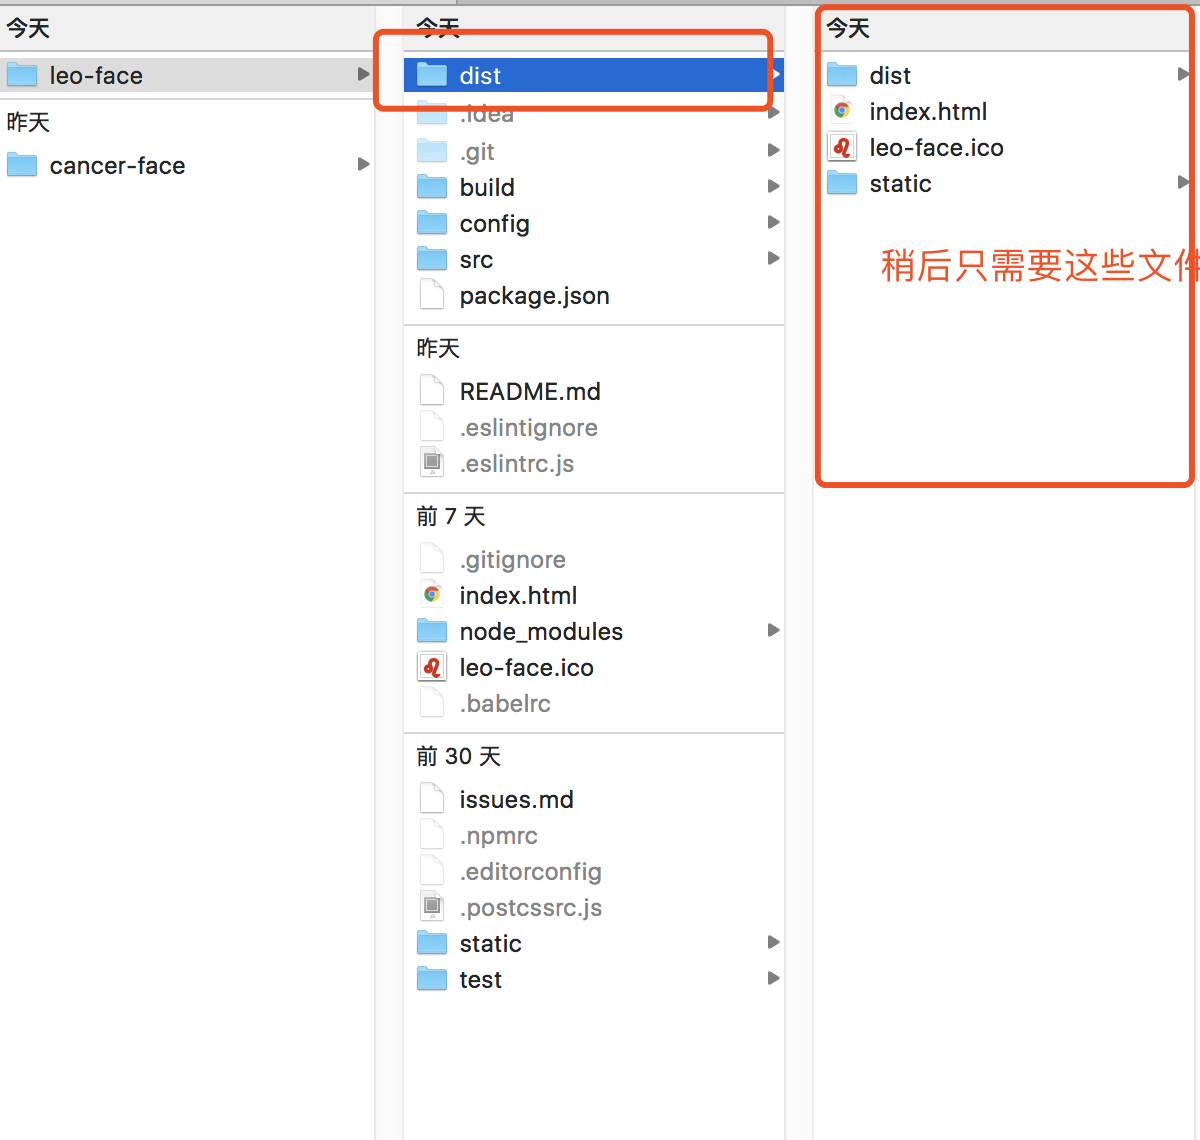 今天
leo-face
昨天
cancer-face
今天
dist
.idea
.git
build
config
src
package.json
昨天
README.md
.eslintignore
.eslintrc.js
前 7 天
.gitignore
index.html
node_modules
leo-face.ico
.babelrc
前 30 天
issues.md
.npmrc
.editorconfig
.postcssrc.js
static
test
今天
dist
index.html
leo-face.ico
static
稍后只需要这些文件